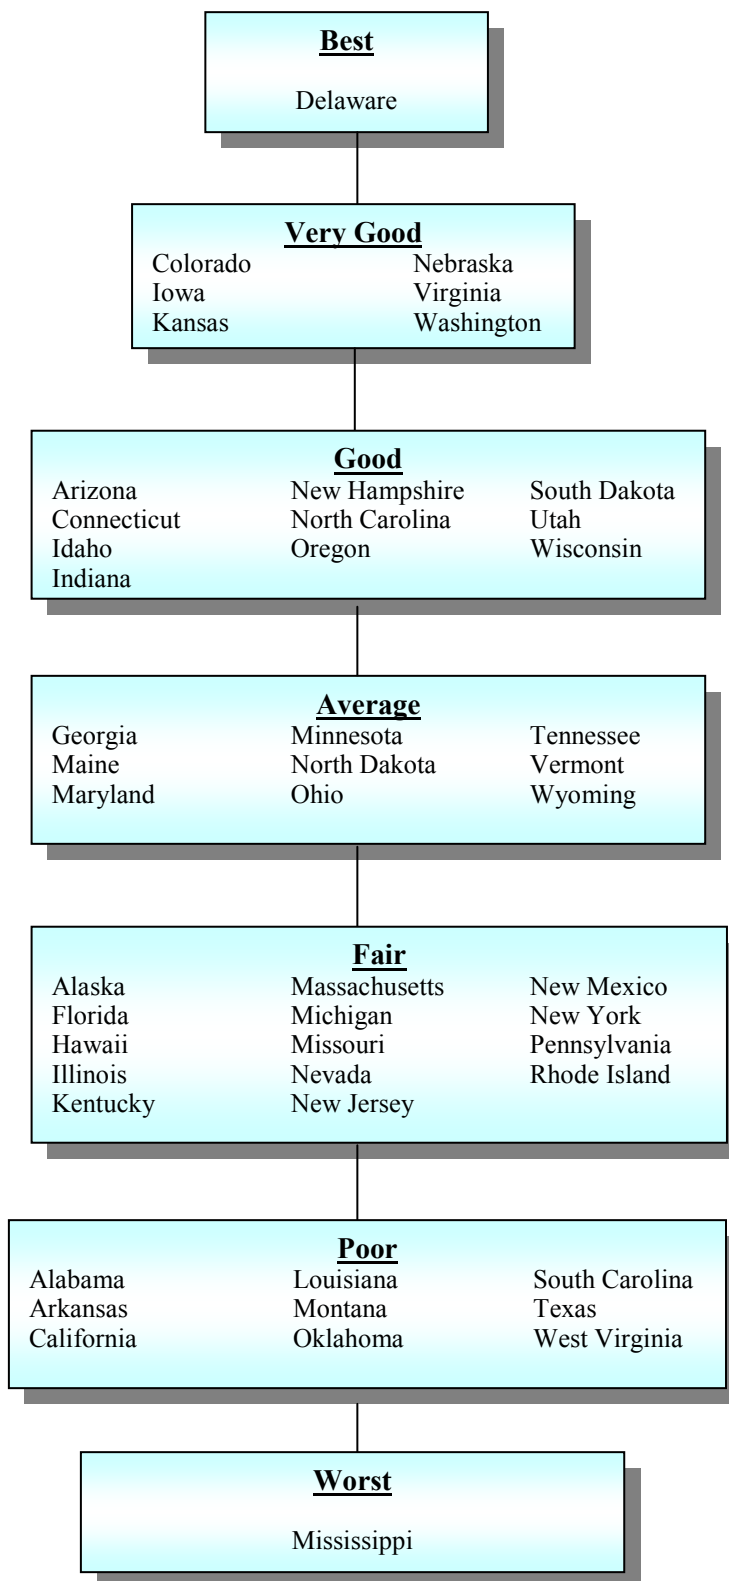 Best
Delaware
Very Good
Colorado Nebraska
Iowa Virginia
Kansas Washington
Good
Arizona New Hampshire South Dakota
Connecticut North Carolina Utah
Idaho Oregon Wisconsin
Indiana
Average
Georgia Minnesota Tennessee
Maine North Dakota Vermont
Maryland Ohio Wyoming
Fair
Alaska Massachusetts New Mexico
Florida Michigan New York
Hawaii Missouri Pennsylvania
Illinois Nevada Rhode Island
Kentucky New Jersey
Poor
Alabama Louisiana South Carolina
Arkansas Montana Texas
California Oklahoma West Virginia
Worst
Mississippi